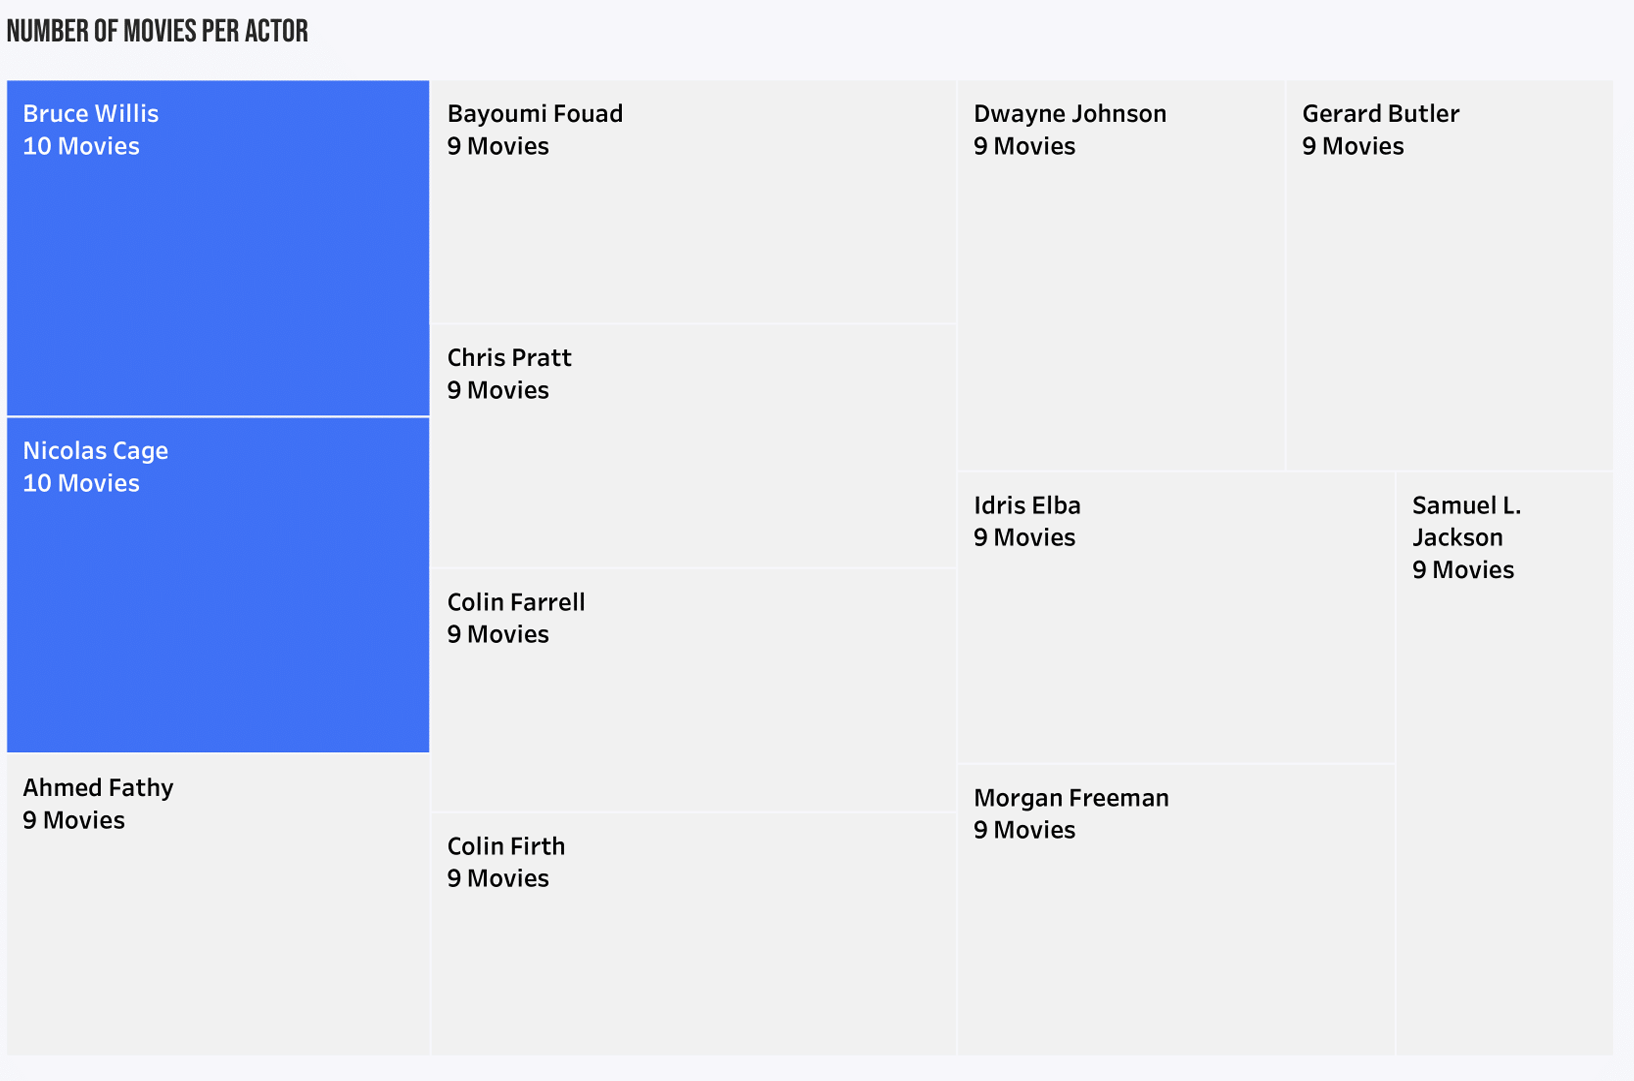 NUMBER OF MOVIES PER ACTOR
Bruce Willis
10 Movies
Nicolas Cage
10 Movies
Ahmed Fathy
9 Movies
Bayoumi Fouad
9 Movies
Chris Pratt
9 Movies
Colin Farrell
9 Movies
Colin Firth
9 Movies
Dwayne Johnson
9 Movies
Gerard Butler
9 Movies
Idris Elba
9 Movies
Morgan Freeman
9 Movies
Samuel L.
Jackson
9 Movies